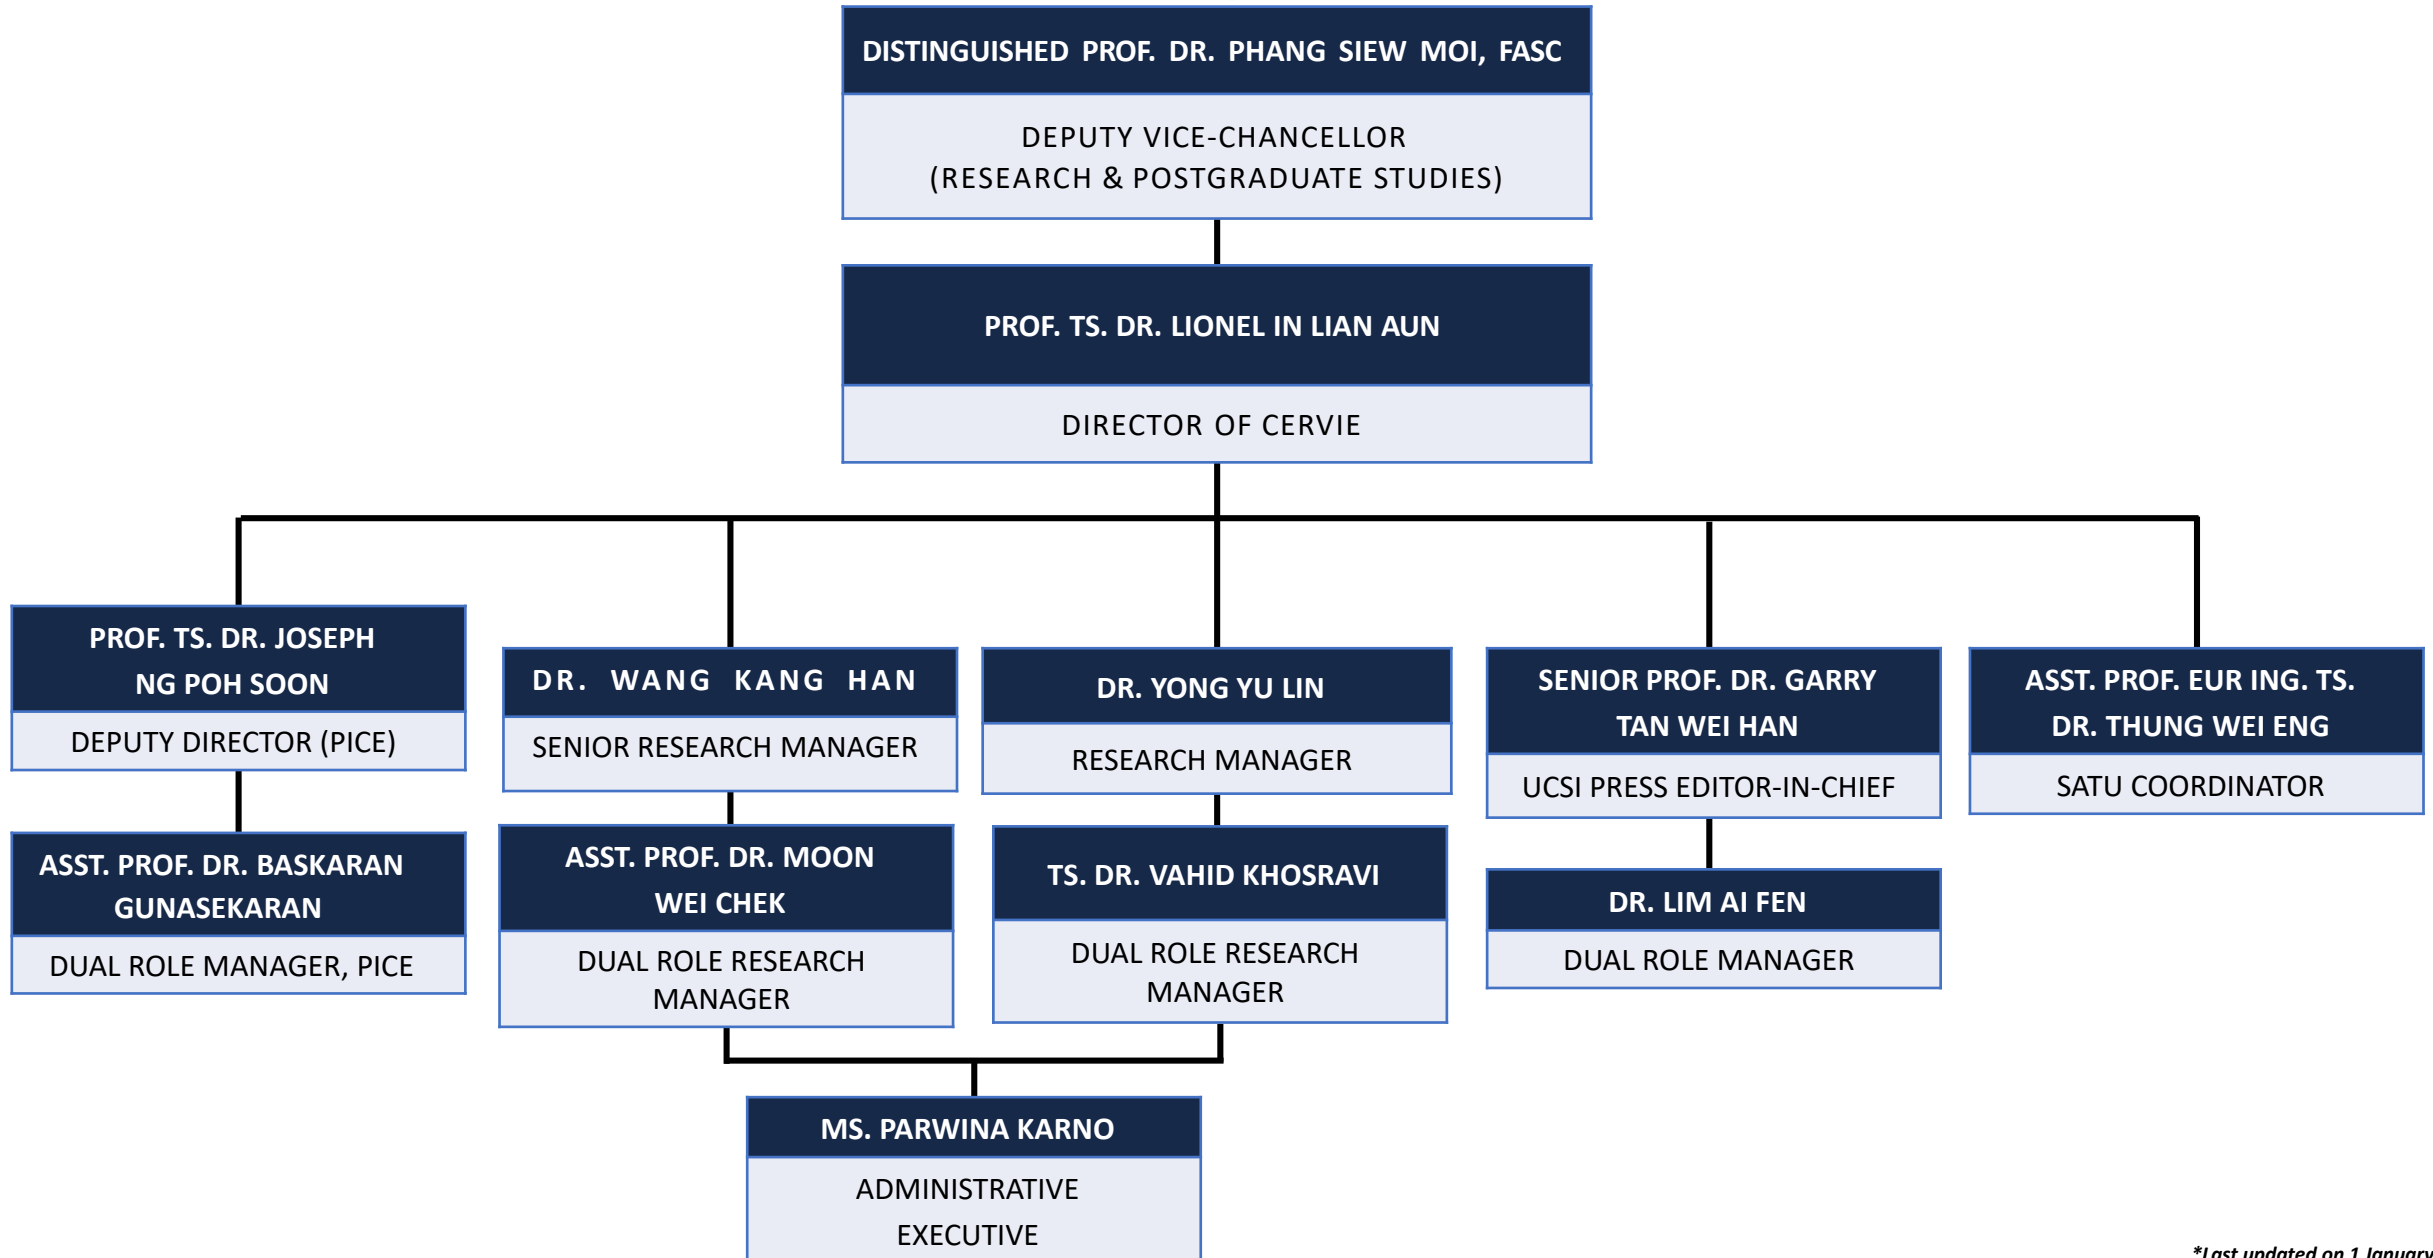 DISTINGUISHED PROF. DR. PHANG SIEW MOI, FASC
DEPUTY VICE-CHANCELLOR
(RESEARCH & POSTGRADUATE STUDIES)
PROF. TS. DR. LIONEL IN LIAN AUN
DIRECTOR OF CERVIE
PROF. TS. DR. JOSEPH
NG POH SOON
DEPUTY DIRECTOR (PICE)
DR. WANG KANG HAN
SENIOR RESEARCH MANAGER
DR. YONG YU LIN
RESEARCH MANAGER
SENIOR PROF. DR. GARRY
TAN WEI HAN
UCSI PRESS EDITOR-IN-CHIEF
ASST. PROF. EUR ING. TS.
DR. THUNG WEI ENG
SATU COORDINATOR
ASST. PROF. DR. BASKARAN
GUNASEKARAN
DUAL ROLE MANAGER, PICE
ASST. PROF. DR. MOON
WEI CHEK
DUAL ROLE RESEARCH
MANAGER
TS. DR. VAHID KHOSRAVI
DUAL ROLE RESEARCH
MANAGER
DR. LIM AI FEN
DUAL ROLE MANAGER
MS. PARWINA KARNO
ADMINISTRATIVE
EXECUTIVE
*Last updated on 1 January